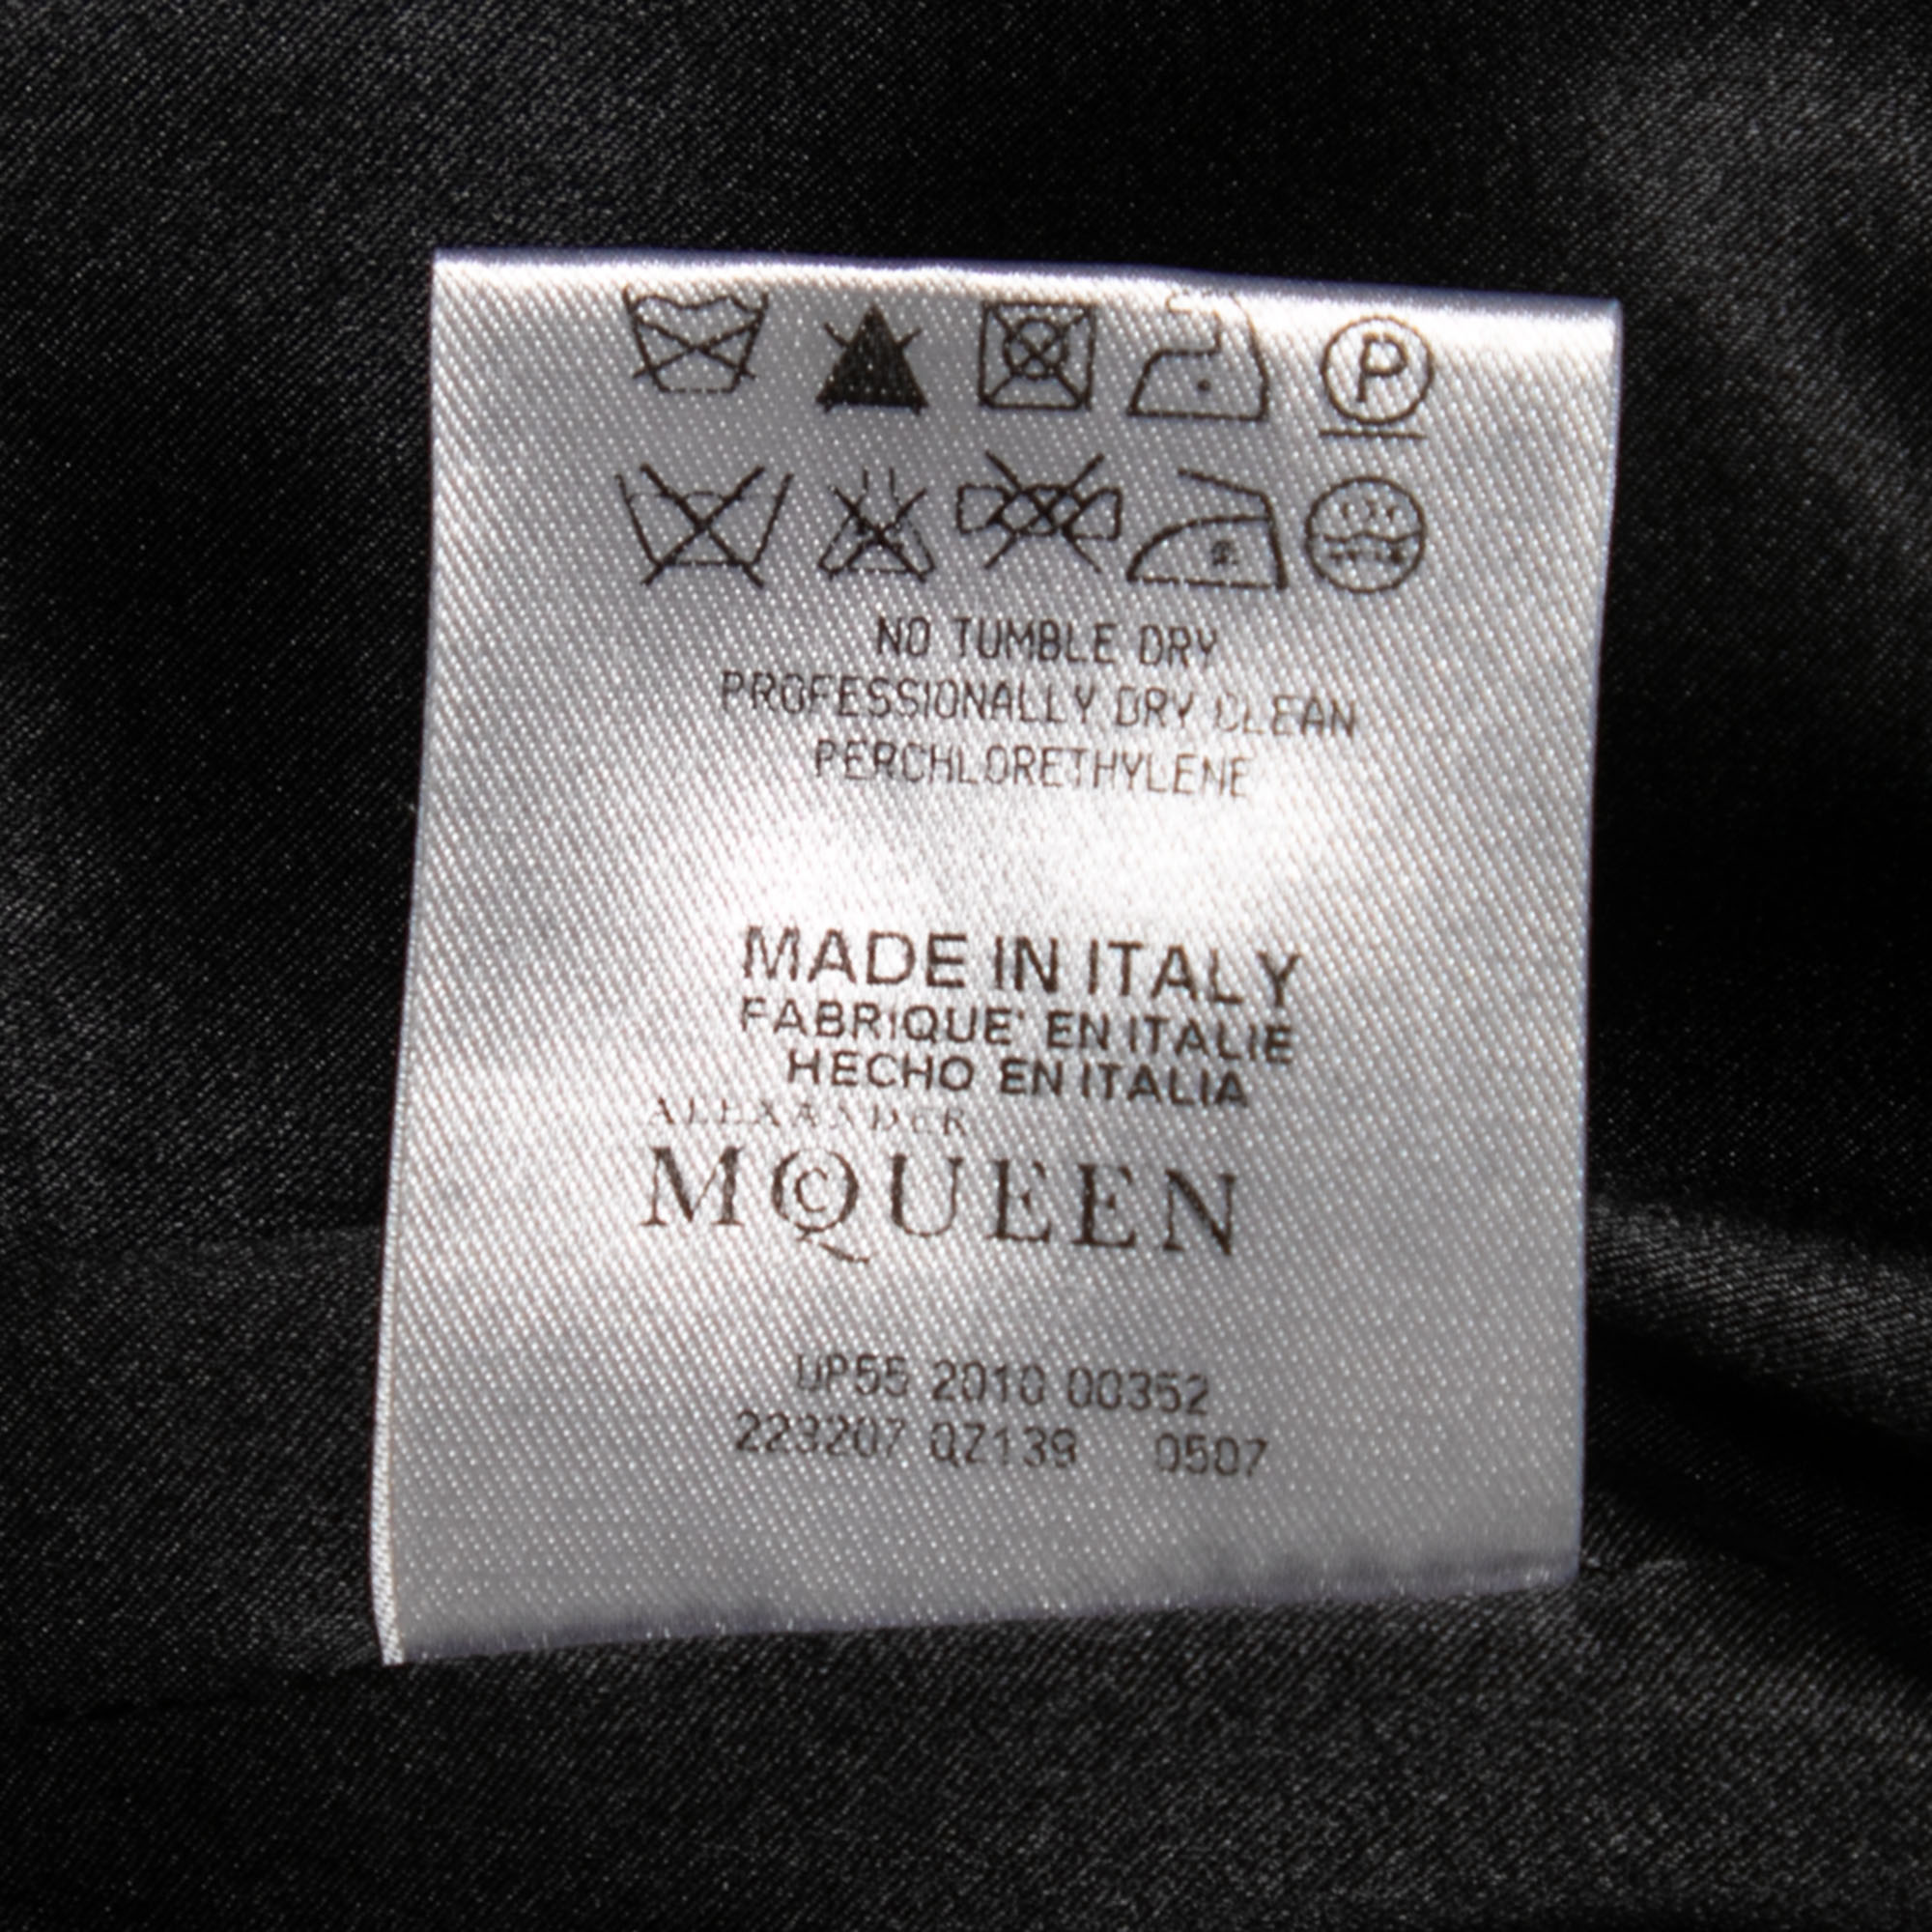 P
NO TUMBLE DRY
PROFESSIONALLY DRY CLEAN
PERCHLORETHYLENE
MADE IN ITALY
FABRIQUE' EN ITALIE
HECHO EN ITALIA
ALEXANDER
MCQUEEN
UP55 2010 00352
223207 QZ139 0507